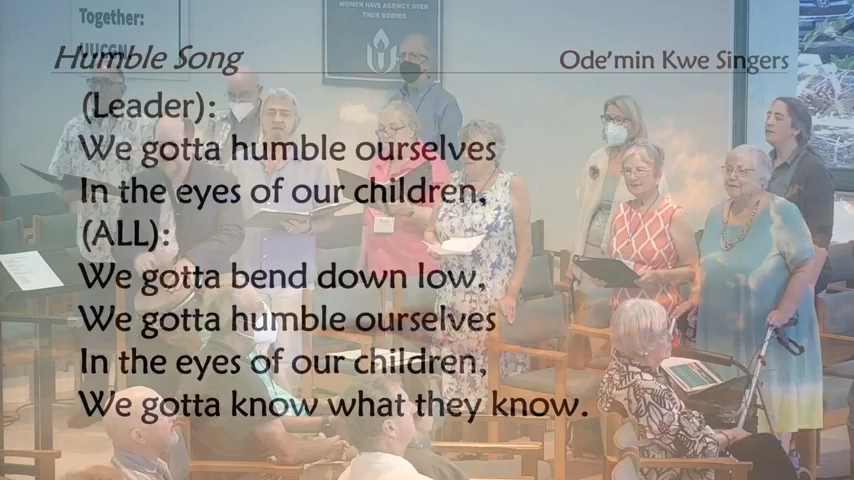 Together:
UUCGN
WOMEN HAVE AGENCY OVER
THEIR BODIES
Humble Song
Ode’min Kwe Singers
(Leader):
We gotta humble ourselves
In the eyes of our children,
(ALL):
We gotta bend down low,
We gotta humble ourselves
In the eyes of our children,
We gotta know what they know.